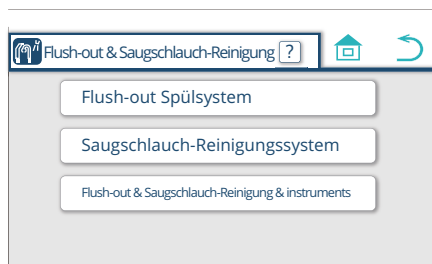 Flush-out & Saugschlauch-Reinigung ?
Flush-out Spülsystem
Saugschlauch-Reinigungssystem
Flush-out & Saugschlauch-Reinigung & instruments